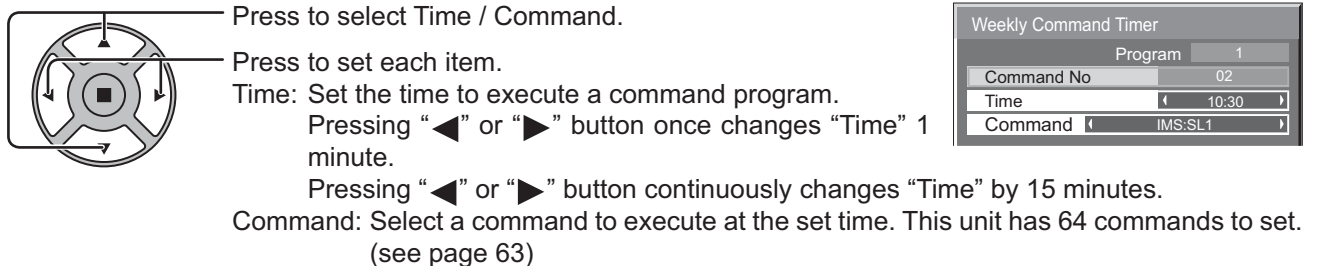 Press to select Time / Command.
Press to set each item.
Time: Set the time to execute a command program.
Pressing “◀” or “▶” button once changes “Time” 1
minute.
Pressing “◀” or “▶” button continuously changes “Time” by 15 minutes.
Command: Select a command to execute at the set time. This unit has 64 commands to set.
(see page 63)
Weekly Command Timer
Program 1
Command No 02
Time 10:30
Command IMS:SL1